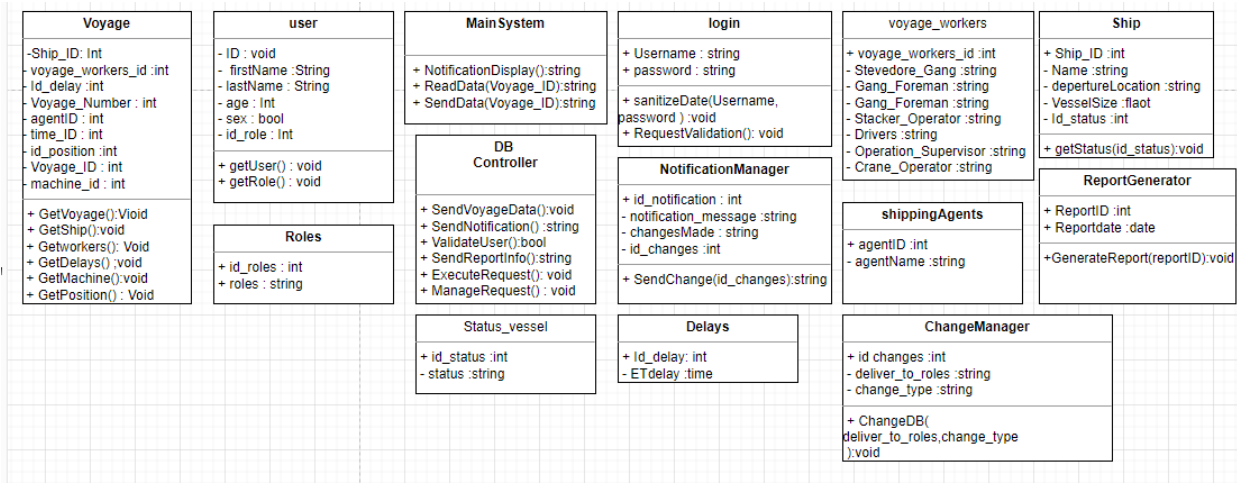 Voyage
-Ship_ID: Int
- voyage_workers_id :int
- Id_delay :int
- Voyage_Number : int
- agentID : int
- time_ID : int
- id_position : int
- Voyage_ID : int
- machine_id : int
+ GetVoyage():Vioid
+ GetShip():void
+ Getworkers(): Void
+ GetDelays() ;void
+ GetMachine():void
+ GetPosition() : Void
user
- ID : void
- firstName :String
- lastName : String
- age : Int
- sex : bool
- id_role : Int
+ getUser() : void
+ getRole() : void
Roles
+ id_roles : int
+ roles : string
MainSystem
+ NotificationDisplay():string
+ ReadData(Voyage_ID):string
+ SendData(Voyage_ID):string
DB
Controller
+ SendVoyageData():void
+ SendNotification() :string
+ ValidateUser():bool
+ SendReportInfo():string
+ ExecuteRequest(): void
+ ManageRequest() : void
Status_vessel
+ id_status :int
- status :string
login
+ Username : string
+ password : string
+ sanitizeDate(Username,
password ) :void
+ RequestValidation(): void
NotificationManager
+ id_notification : int
- notification_message :string
- changesMade : string
- id_changes :int
+ SendChange(id_changes):string
Delays
+ Id_delay: int
- ETdelay :time
voyage_workers
+ voyage_workers_id :int
- Stevedore_Gang :string
- Gang_Foreman :string
- Gang_Foreman :string
- Stacker_Operator :string
- Drivers :string
- Operation_Supervisor :string
- Crane_Operator :string
shippingAgents
+ agentID : int
- agentName : string
ChangeManager
+ id changes :int
- deliver_to_roles :string
- change_type :string
+ ChangeDB(
deliver_to_roles,change_type
):void
Ship
+ Ship_ID :int
- Name :string
- depertureLocation :string
- VesselSize :flaot
- Id_status :int
+ getStatus(id_status):void
ReportGenerator
+ ReportID :int
+ Reportdate :date
+GenerateReport(reportID):void